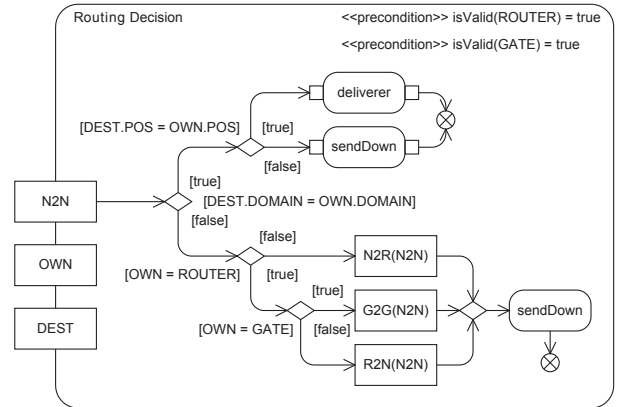 Routing Decision
<<precondition>> isValid(ROUTER) = true
<<precondition>> isValid(GATE) = true
deliverer
[DEST.POS = OWN.POS]
[true]
sendDown
[false]
[true]
N2N
[DEST.DOMAIN = OWN.DOMAIN]
[false]
[false]
N2R(N2N)
OWN
[OWN = ROUTER]
[true]
[true]
G2G(N2N)
sendDown
DEST
[OWN = GATE]
[false]
R2N(N2N)